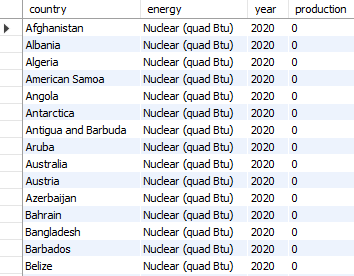 country energy year production
Afghanistan Nuclear (quad Btu) 2020 0
Albania Nuclear (quad Btu) 2020 0
Algeria Nuclear (quad Btu) 2020 0
American Samoa Nuclear (quad Btu) 2020 0
Angola Nuclear (quad Btu) 2020 0
Antarctica Nuclear (quad Btu) 2020 0
Antigua and Barbuda Nuclear (quad Btu) 2020 0
Aruba Nuclear (quad Btu) 2020 0
Australia Nuclear (quad Btu) 2020 0
Austria Nuclear (quad Btu) 2020 0
Azerbaijan Nuclear (quad Btu) 2020 0
Bahrain Nuclear (quad Btu) 2020 0
Bangladesh Nuclear (quad Btu) 2020 0
Barbados Nuclear (quad Btu) 2020 0
Belize Nuclear (quad Btu) 2020 0